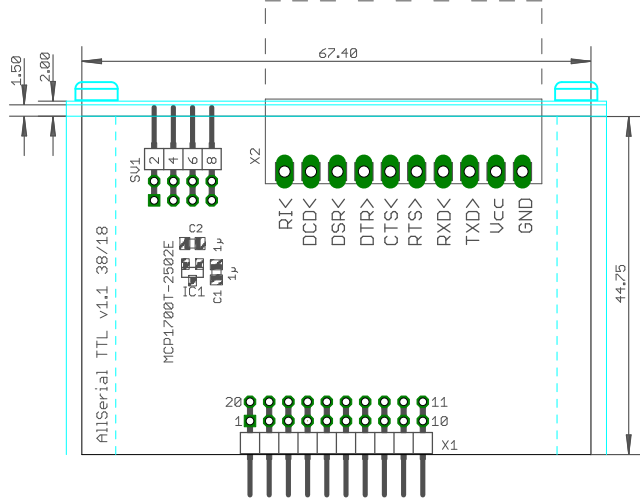 67.40
1.50
2.00
SV1
2 4 6 8
X2
RI<
DCD<
DSR<
DTR>
CTS<
RTS>
RXD<
TXD>
Vcc
GND
C2
1µ
MCP1700T-2502E
IC1
C1
1µ
AllSerial TTL v1.1 38/18
44.75
20
11
1
10
X1